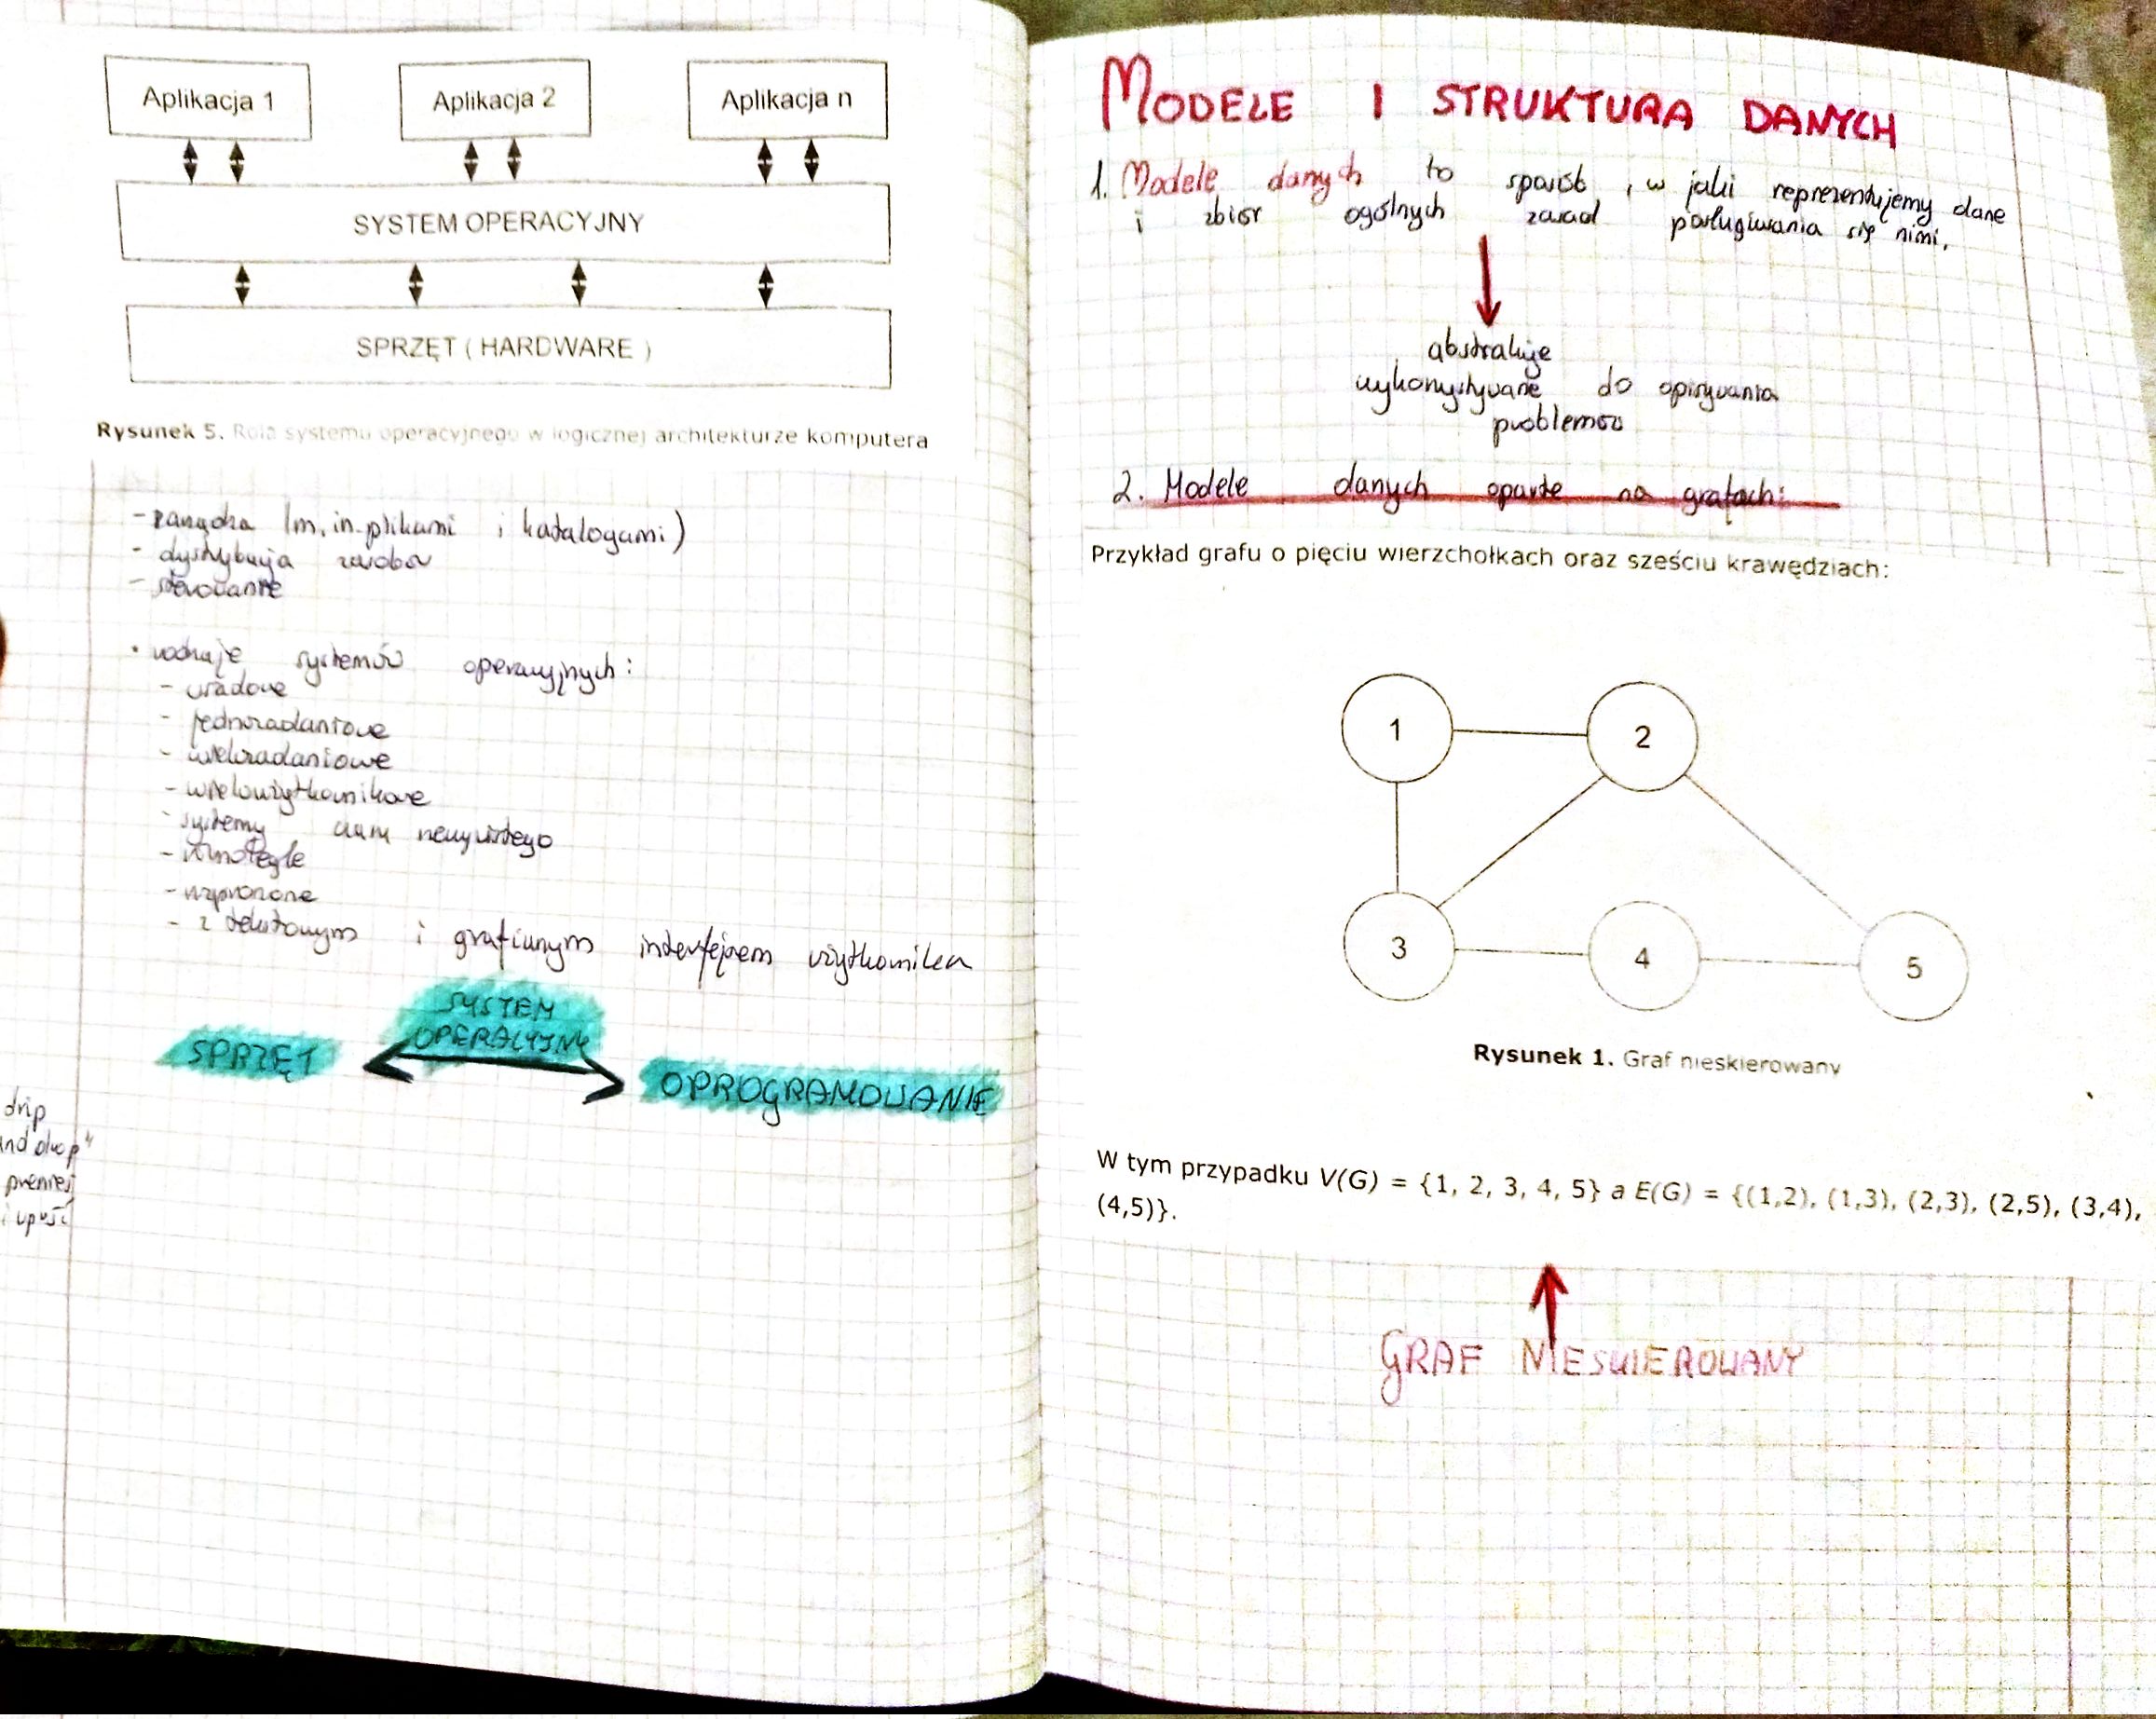 Aplikacja 1
Aplikacja 2
Aplikacja n
SYSTEM OPERACYJNY
SPRZĘT ( HARDWARE )
Rysunek 5. Rola systemu operacyjnego w logicznej architekturze komputera
- zarządza (m.in. plikami i katalogami)
- dystrybucja zasobów
- sterowanie
• rodzaje systemów operacyjnych:
- wsadowe
- jednozadaniowe
- wielozadaniowe
- wieloużytkownikowe
- systemy czasu rzeczywistego
- równoległe
- rozproszone
- z tekstowym i graficznym interfejsem użytkownika
SYSTEM
OPERACYJNY
SPRZĘT
OPROGRAMOWANIE
drip
and drop"
przenieś
i upuść
MODELE I STRUKTURA DANYCH
1. Modele danych to sposób, w jaki reprezentujemy dane
i zbiór ogólnych zasad posługiwania się nimi.
abstrakcje
wykorzystywane do opisywania
problemów
2. Modele danych oparte na grafach:
Przykład grafu o pięciu wierzchołkach oraz sześciu krawędziach:
1
2
3
4
5
Rysunek 1. Graf nieskierowany
W tym przypadku V(G) = {1, 2, 3, 4, 5} a E(G) = {(1,2), (1,3), (2,3), (2,5), (3,4),
(4,5)}.
GRAF NIESKIEROWANY